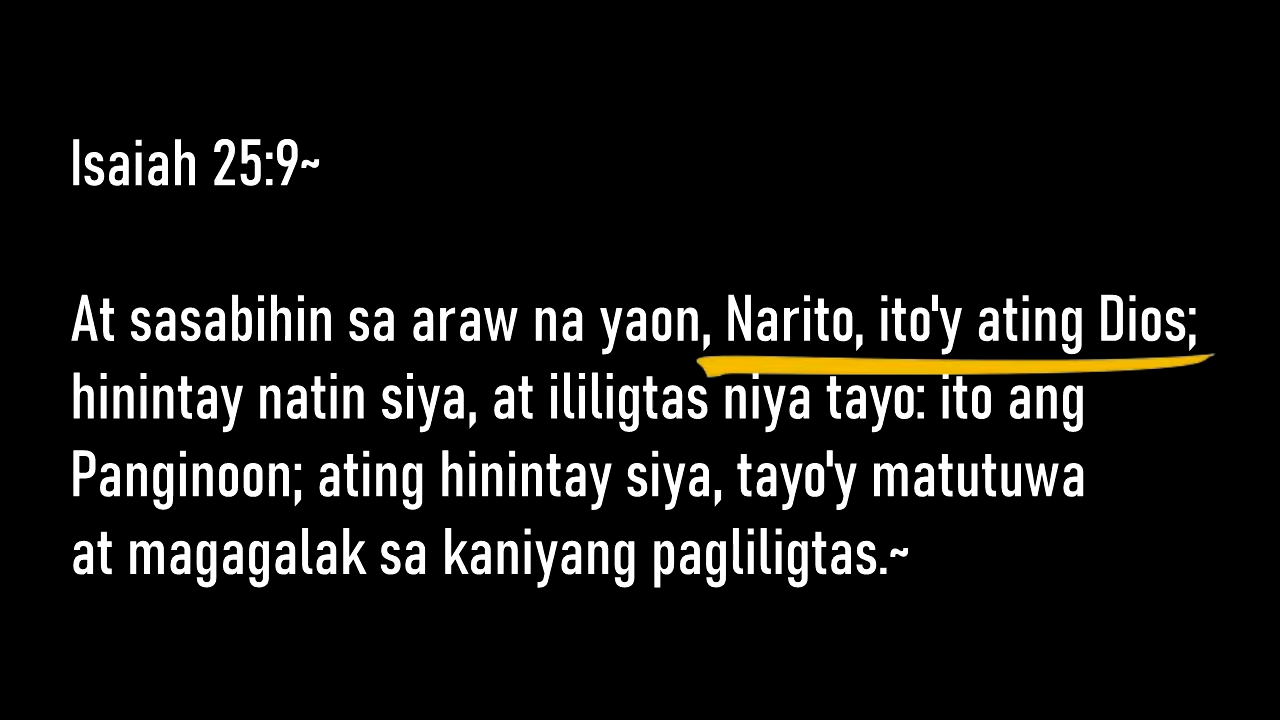 Isaiah 25:9~
At sasabihin sa araw na yaon, Narito, ito'y ating Dios;
hinintay natin siya, at ililigtas niya tayo: ito ang
Panginoon; ating hinintay siya, tayo'y matutuwa
at magagalak sa kaniyang pagliligtas.~